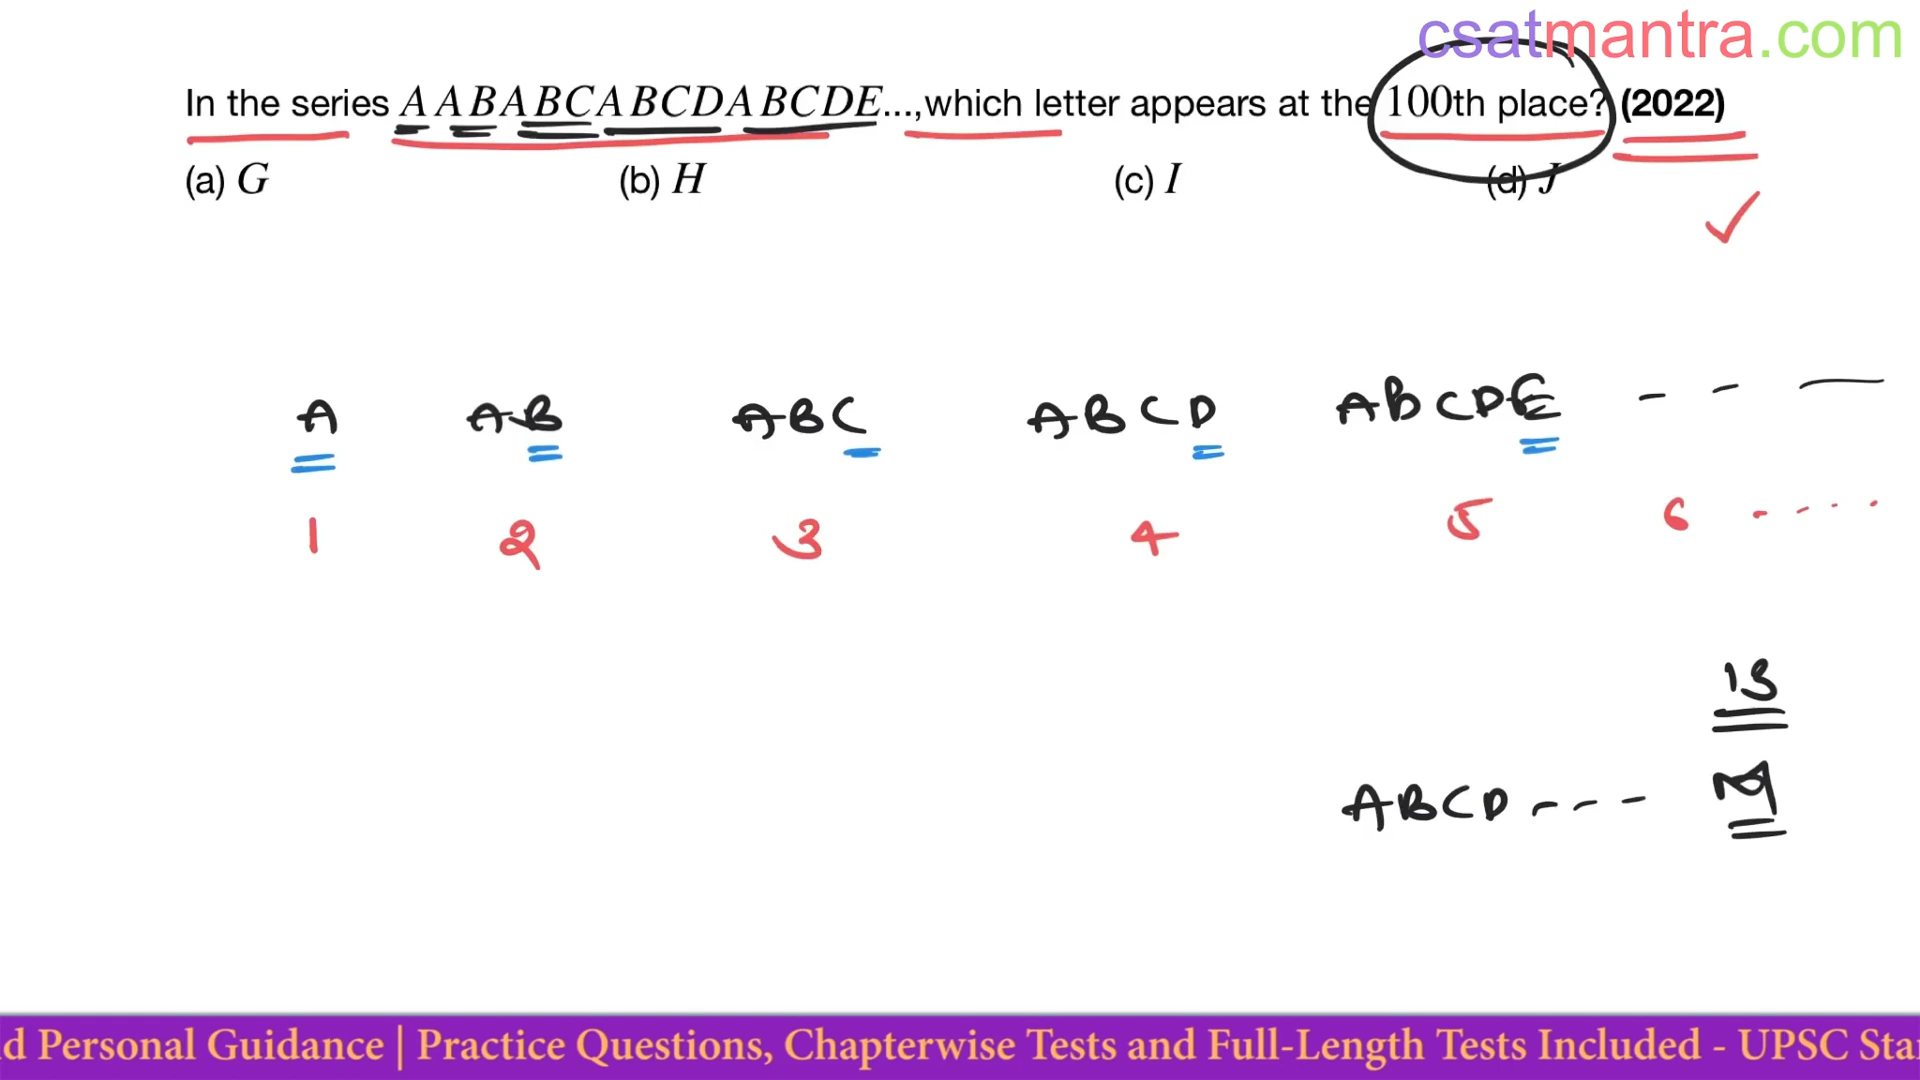 csatmantra.com
In the series A A B A B C A B C D A B C D E...,which letter appears at the 100th place? (2022)
(a) G (b) H (c) I (d) J
A AB ABC ABCD ABCDE - - —
1 2 3 4 5 6 .....
13
ABCD --- M
d Personal Guidance | Practice Questions, Chapterwise Tests and Full-Length Tests Included - UPSC Sta